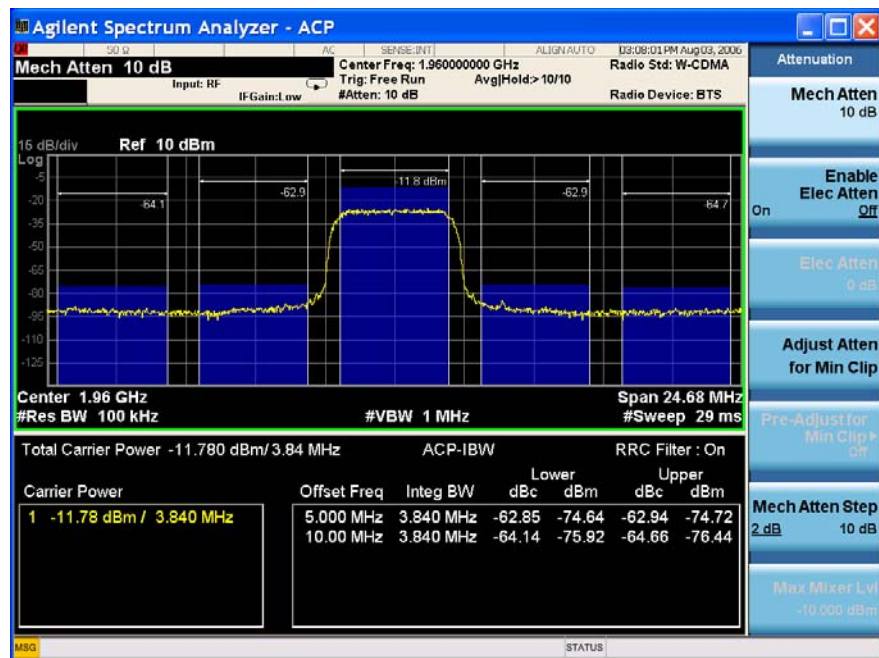 Agilent Spectrum Analyzer - ACP
50 Ω AC SENSE:INT ALIGN AUTO 03:08:01 PM Aug 03, 2006
Mech Atten 10 dB
Center Freq: 1.960000000 GHz
Radio Std: W-CDMA
Input: RF
Trig: Free Run Avg|Hold:> 10/10
IFGain:Low
#Atten: 10 dB
Radio Device: BTS
15 dB/div Ref 10 dBm
Log
-5
-20
-35
-50
-65
-80
-95
-110
-125
-64.1
-62.9
-11.8 dBm
-62.9
-64.7
Center 1.96 GHz Span 24.68 MHz
#Res BW 100 kHz #VBW 1 MHz #Sweep 29 ms
Total Carrier Power -11.780 dBm/ 3.84 MHz ACP-IBW RRC Filter : On
Lower Upper
Carrier Power Offset Freq Integ BW dBc dBm dBc dBm
1 -11.78 dBm / 3.840 MHz
5.000 MHz 3.840 MHz -62.85 -74.64 -62.94 -74.72
10.00 MHz 3.840 MHz -64.14 -75.92 -64.66 -76.44
MSG
STATUS
Attenuation
Mech Atten
10 dB
Enable
Elec Atten
On Off
Elec Atten
0 dB
Adjust Atten
for Min Clip
Pre-Adjust for
Min Clip
Off
Mech Atten Step
2 dB 10 dB
Max Mixer Lvl
-10.000 dBm